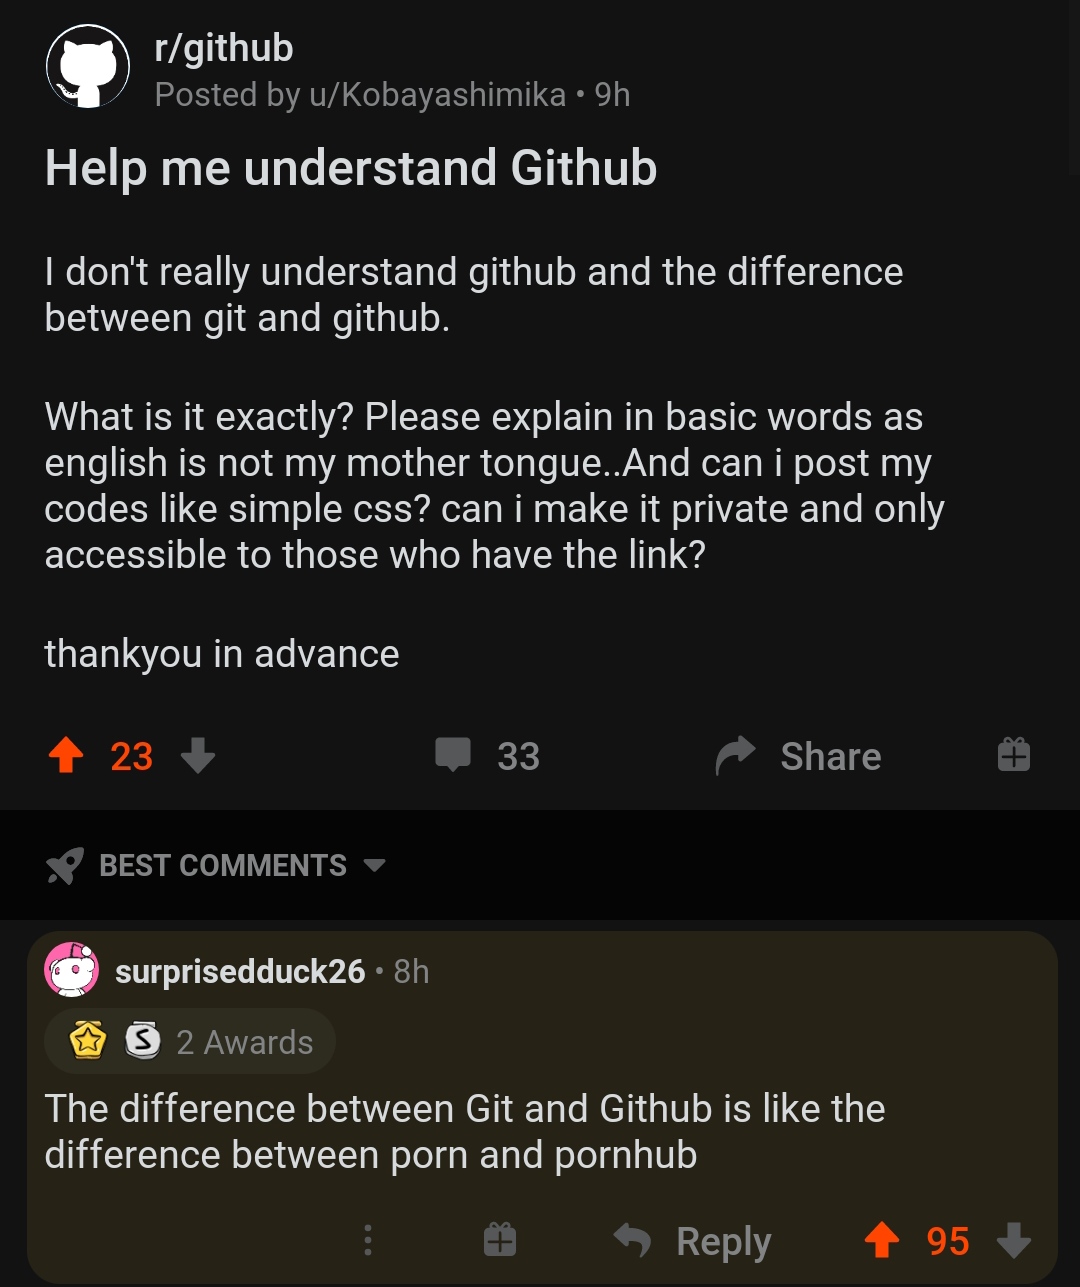 r/github
Posted by u/Kobayashimika • 9h
Help me understand Github
I don't really understand github and the difference
between git and github.
What is it exactly? Please explain in basic words as
english is not my mother tongue..And can i post my
codes like simple css? can i make it private and only
accessible to those who have the link?
thankyou in advance
23
33
Share
BEST COMMENTS
surprisedduck26 • 8h
S 2 Awards
The difference between Git and Github is like the
difference between porn and pornhub
Reply
95